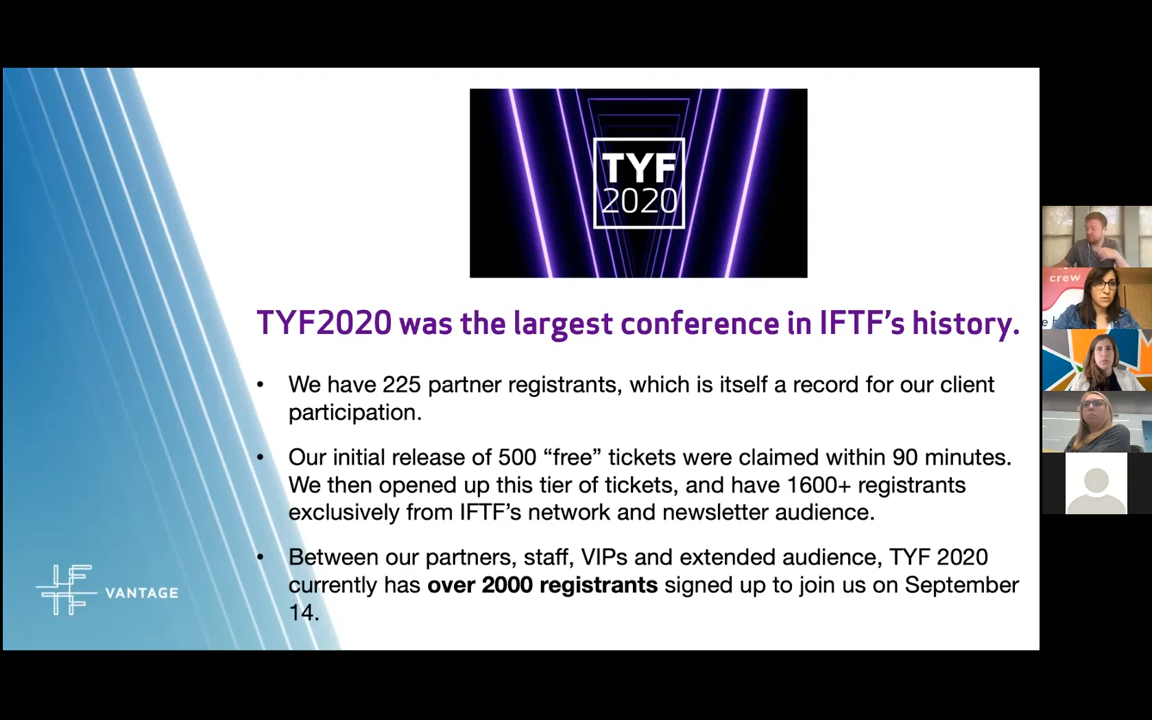 TYF
2020
TYF2020 was the largest conference in IFTF’s history.
• We have 225 partner registrants, which is itself a record for our client
participation.
• Our initial release of 500 “free” tickets were claimed within 90 minutes.
We then opened up this tier of tickets, and have 1600+ registrants
exclusively from IFTF’s network and newsletter audience.
• Between our partners, staff, VIPs and extended audience, TYF 2020
currently has over 2000 registrants signed up to join us on September
14.
VANTAGE
crew